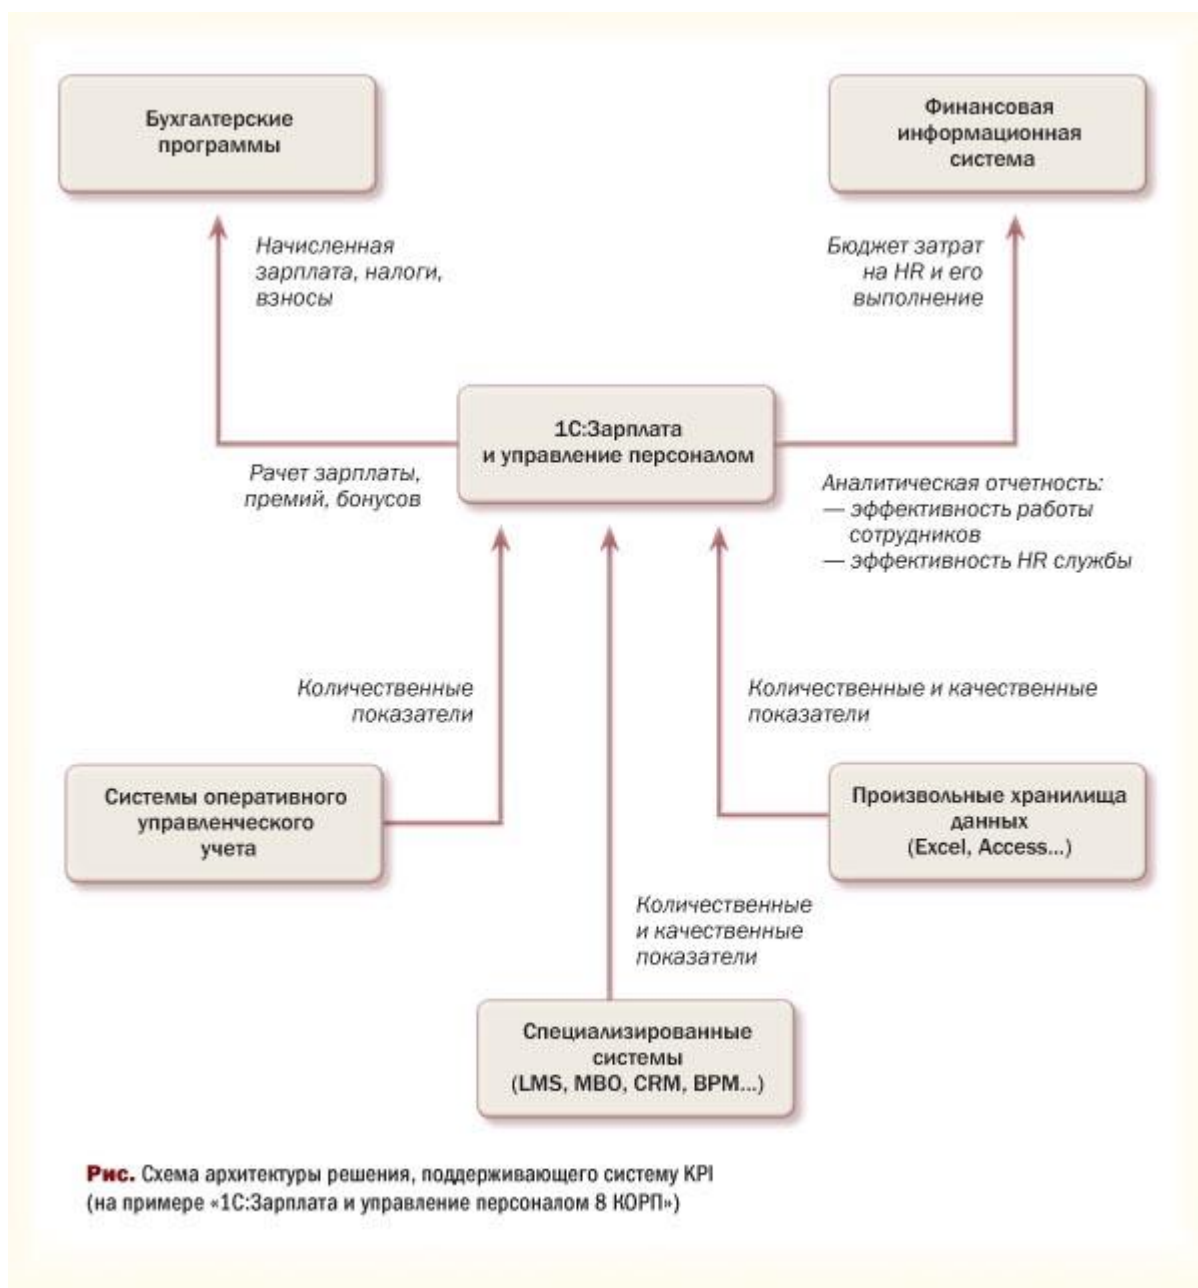 Бухгалтерские
программы
Финансовая
информационная
система
Начисленная
зарплата, налоги,
взносы
Бюджет затрат
на HR и его
выполнение
1С:Зарплата
и управление персоналом
Рачет зарплаты,
премий, бонусов
Аналитическая отчетность:
— эффективность работы
сотрудников
— эффективность HR службы
Количественные
показатели
Количественные и качественные
показатели
Системы оперативного
управленческого
учета
Произвольные хранилища
данных
(Excel, Access...)
Количественные
и качественные
показатели
Специализированные
системы
(LMS, MBO, CRM, BPM...)
Рис. Схема архитектуры решения, поддерживающего систему KPI
(на примере «1С:Зарплата и управление персоналом 8 КОРП»)